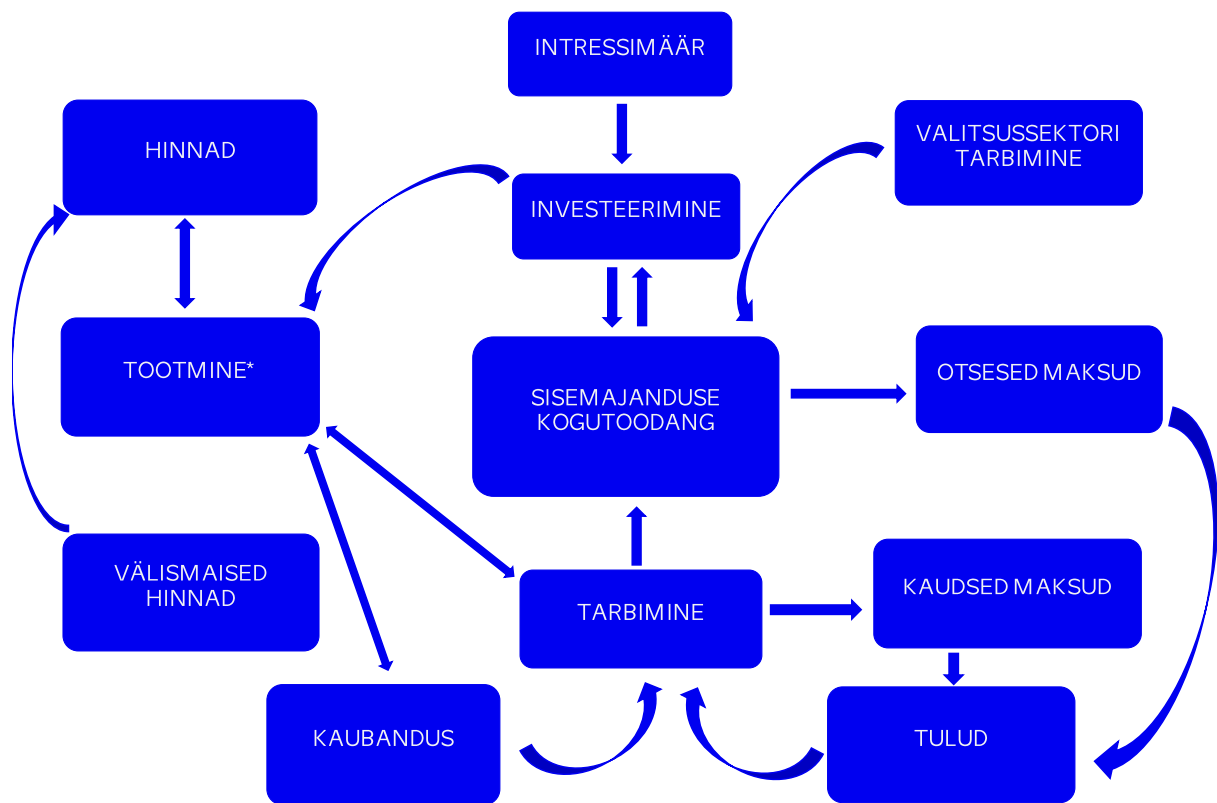 INTRESSIMÄÄR
HINNAD
VALITSUSSEKTORI
TARBIMINE
INVESTEERIMINE
TOOTMINE*
SISEMAJANDUSE
KOGUTOODANG
OTSESED MAKSUD
VÄLISMAISED
HINNAD
TARBIMINE
KAUDSED MAKSUD
KAUBANDUS
TULUD